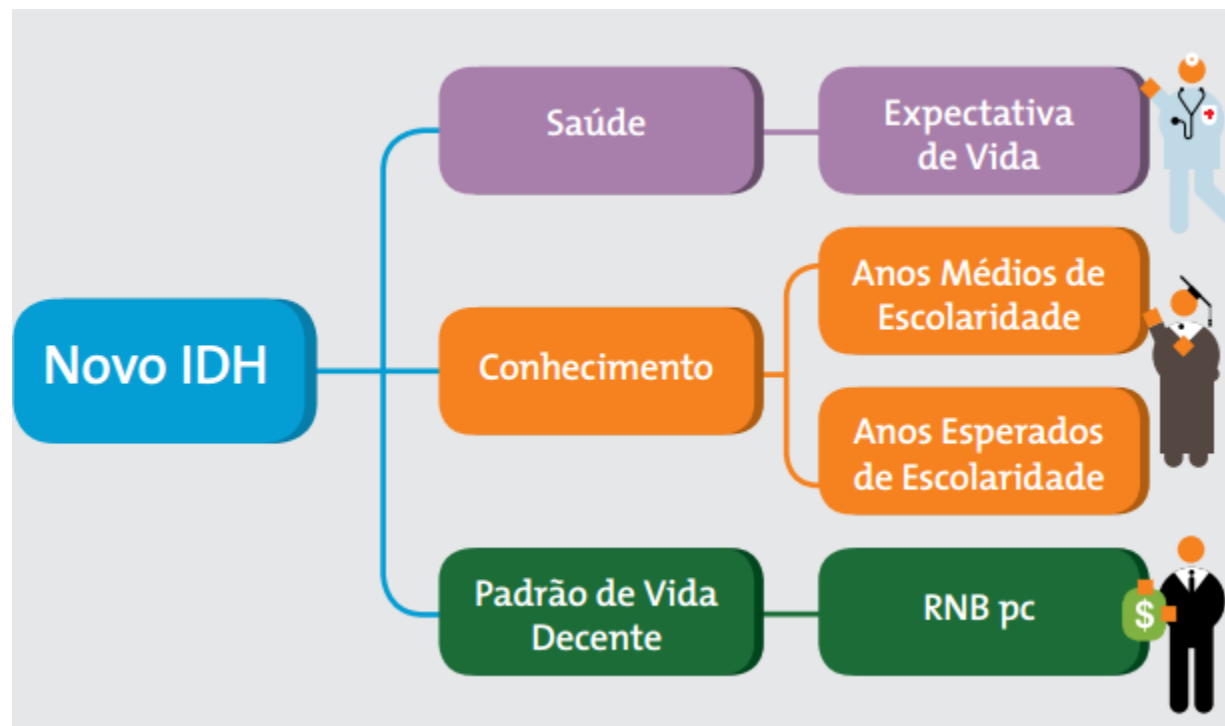 Novo IDH
Saúde
Expectativa
de Vida
Conhecimento
Anos Médios de
Escolaridade
Anos Esperados
de Escolaridade
Padrão de Vida
Decente
RNB pc
$